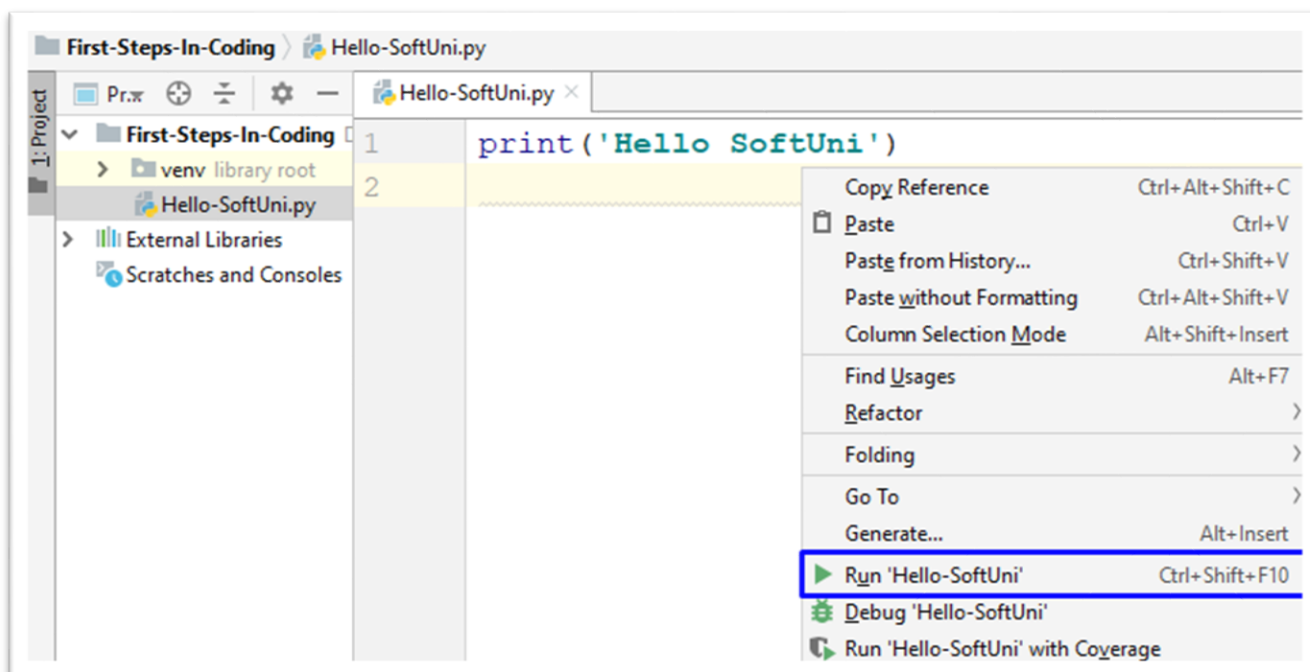 First-Steps-In-Coding Hello-SoftUni.py
1: Project
Pr. Hello-SoftUni.py
First-Steps-In-Coding
venv library root
Hello-SoftUni.py
External Libraries
Scratches and Consoles
1 print('Hello SoftUni')
2
Copy Reference Ctrl+Alt+Shift+C
Paste Ctrl+V
Paste from History... Ctrl+Shift+V
Paste without Formatting Ctrl+Alt+Shift+V
Column Selection Mode Alt+Shift+Insert
Find Usages Alt+F7
Refactor
Folding
Go To
Generate... Alt+Insert
Run 'Hello-SoftUni' Ctrl+Shift+F10
Debug 'Hello-SoftUni'
Run 'Hello-SoftUni' with Coverage